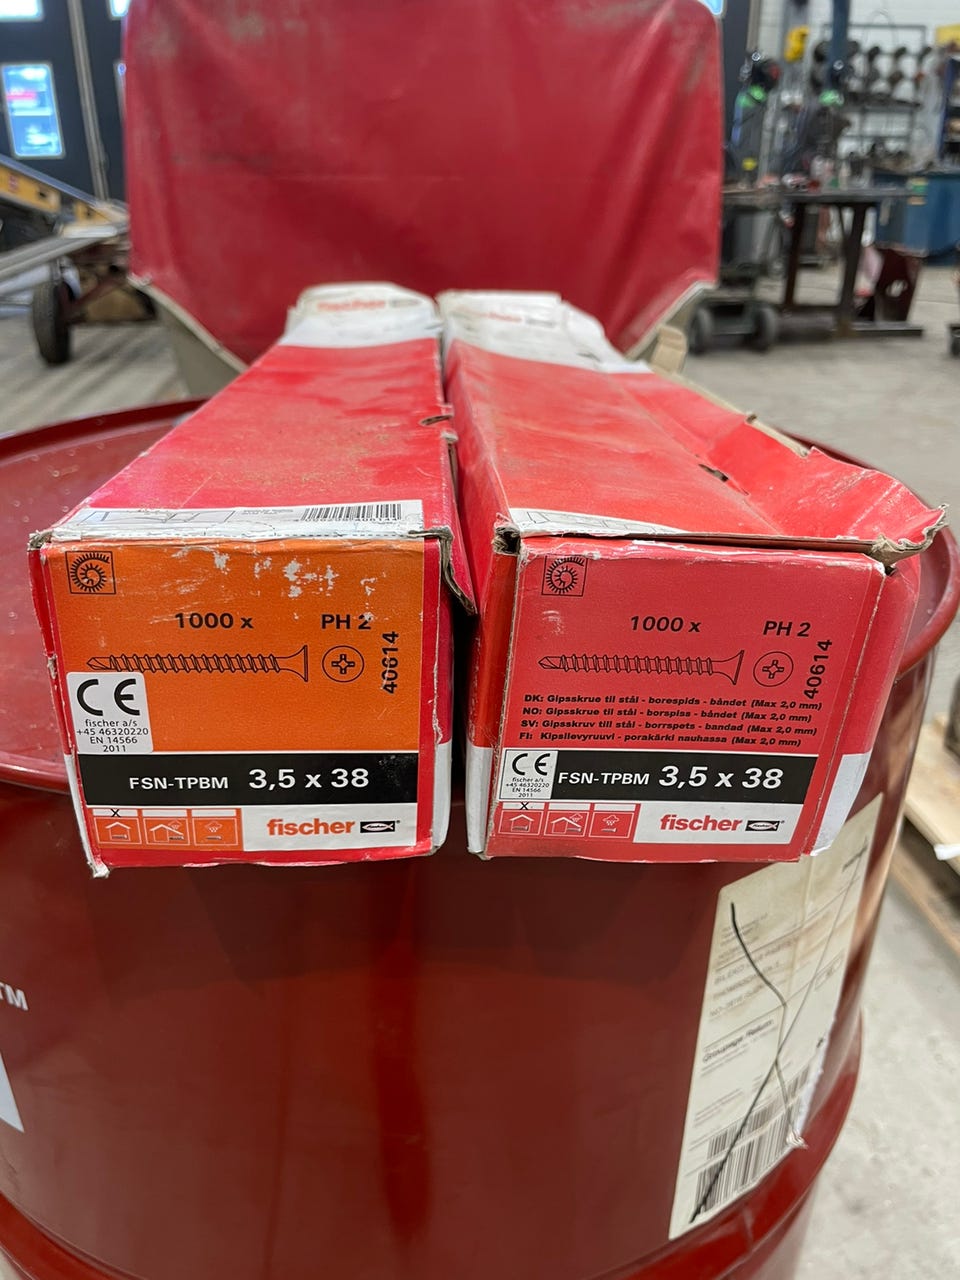 1000 x PH 2
40614
CE
fischer a/s
+45 46320220
EN 14566
2011
FSN-TPBM 3,5 x 38
X
fischer
1000 x PH 2
40614
DK: Gipsskrue til stål - borespids - båndet (Max 2,0 mm)
NO: Gipsskrue til stål - borspiss - båndet (Max 2,0 mm)
SV: Gipsskruv till stål - borrspets - bandad (Max 2,0 mm)
FI: Kipsilevyruuvi - porakärki nauhassa (Max 2,0 mm)
CE
fischer a/s
+45 46320220
EN 14566
2011
FSN-TPBM 3,5 x 38
X
fischer
TM